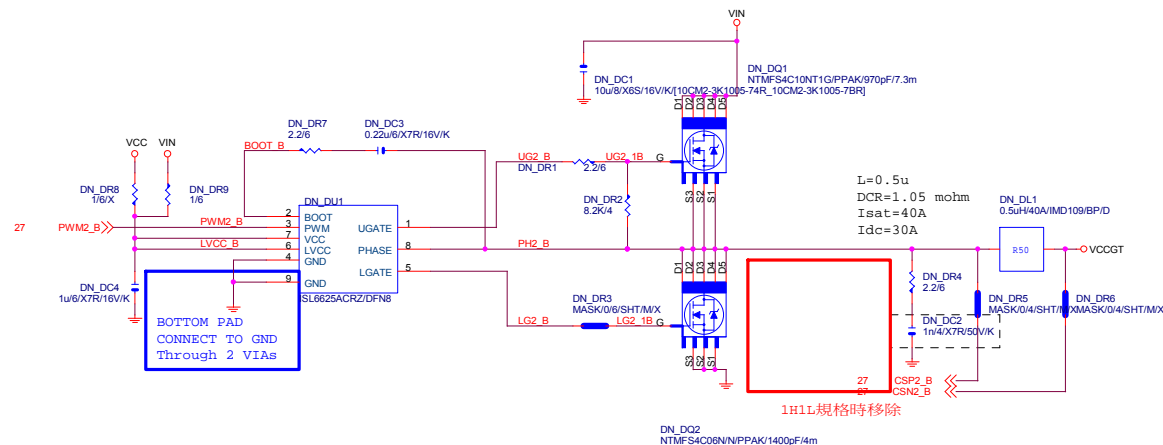 VIN
DN_DC1
10u/8/X6S/16V/K/[10CM2-3K1005-74R_10CM2-3K1005-7BR]
DN_DQ1
NTMFS4C10NT1G/PPAK/970pF/7.3m
D1 D2 D3 D4 D5
G
S3 S2 S1
DN_DR7
2.2/6
DN_DC3
0.22u/6/X7R/16V/K
BOOT_B
VCC
VIN
DN_DR8
1/6/X
DN_DR9
1/6
UG2_B
DN_DR1
2.2/6
UG2_1B
DN_DR2
8.2K/4
L=0.5u
DCR=1.05 mohm
Isat=40A
Idc=30A
DN_DL1
0.5uH/40A/IMD109/BP/D
R50
VCCGT
DN_DU1
2 BOOT
3 PWM
7 VCC
6 LVCC
4 GND
9 GND
UGATE 1
PHASE 8
LGATE 5
ISL6625ACRZ/DFN8
27 PWM2_B
PWM2_B
LVCC_B
PH2_B
DN_DC4
1u/6/X7R/16V/K
BOTTOM PAD
CONNECT TO GND
Through 2 VIAs
LG2_B
DN_DR3
MASK/0/6/SHT/M/X
LG2_1B
D1 D2 D3 D4 D5
G
S3 S2 S1
DN_DR4
2.2/6
DN_DC2
1n/4/X7R/50V/K
DN_DR5
MASK/0/4/SHT/M/X
DN_DR6
MASK/0/4/SHT/M/X
27 CSP2_B
27 CSN2_B
1H1L規格時移除
DN_DQ2
NTMFS4C06N/N/PPAK/1400pF/4m